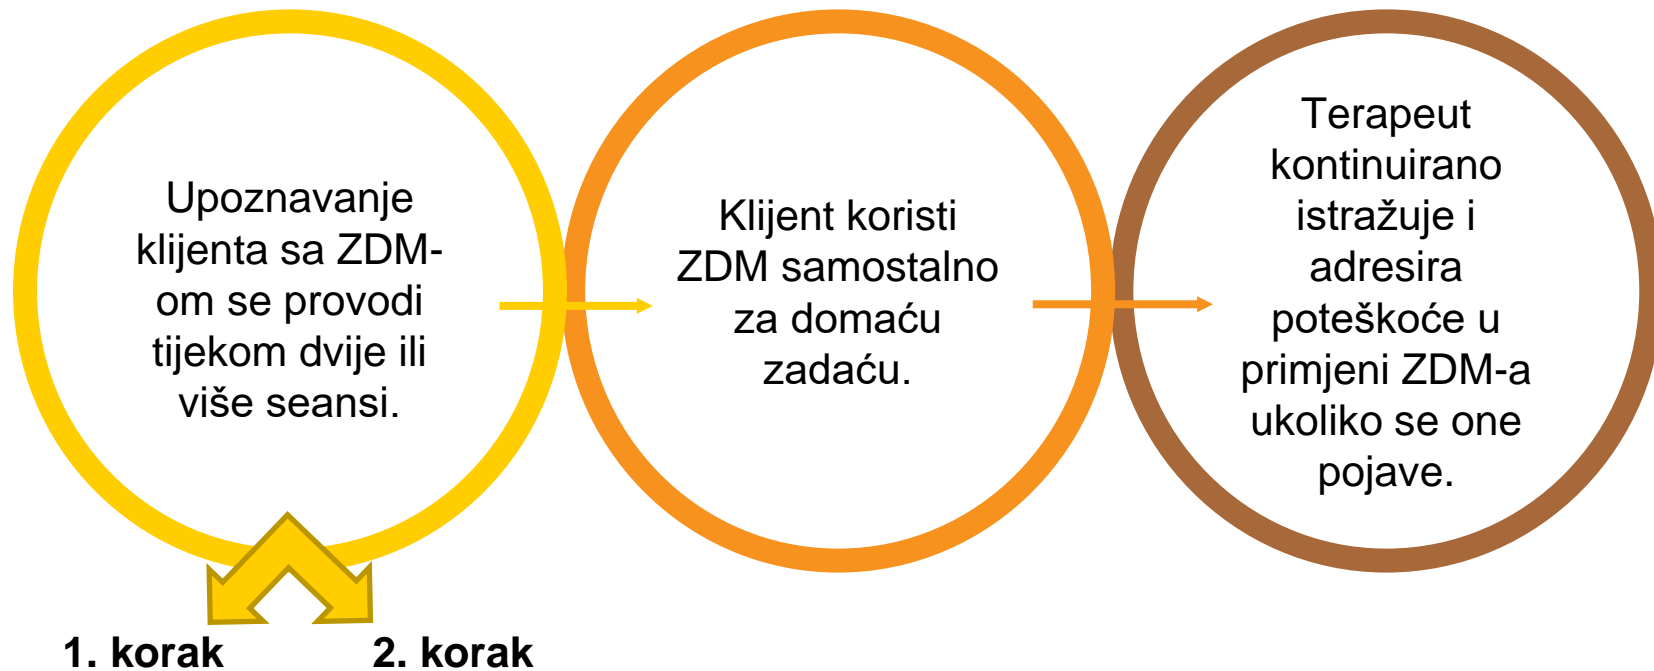 Upoznavanje
klijenta sa ZDM-
om se provodi
tijekom dvije ili
više seansi.
Klijent koristi
ZDM samostalno
za domaću
zadaću.
Terapeut
kontinuirano
istražuje i
adresira
poteškoće u
primjeni ZDM-a
ukoliko se one
pojave.
1. korak
2. korak